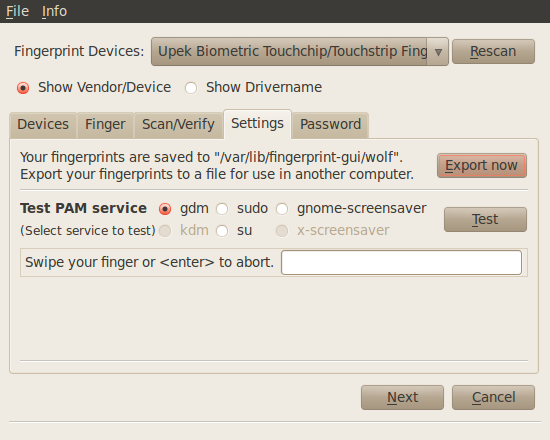 File Info
Fingerprint Devices: Upek Biometric Touchchip/Touchstrip Fing Rescan
Show Vendor/Device Show Drivername
Devices Finger Scan/Verify Settings Password
Your fingerprints are saved to "/var/lib/fingerprint-gui/wolf".
Export your fingerprints to a file for use in another computer.
Export now
Test PAM service gdm sudo gnome-screensaver
(Select service to test) kdm su x-screensaver
Test
Swipe your finger or <enter> to abort.
Next Cancel